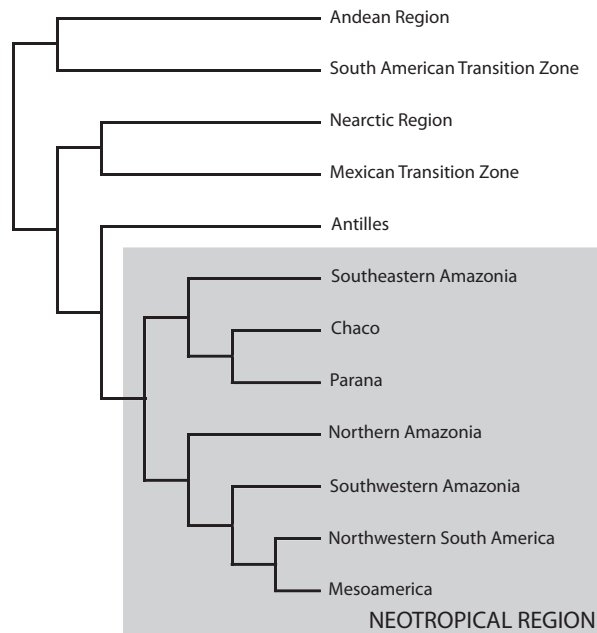 Andean Region
South American Transition Zone
Nearctic Region
Mexican Transition Zone
Antilles
Southeastern Amazonia
Chaco
Parana
Northern Amazonia
Southwestern Amazonia
Northwestern South America
Mesoamerica
NEOTROPICAL REGION